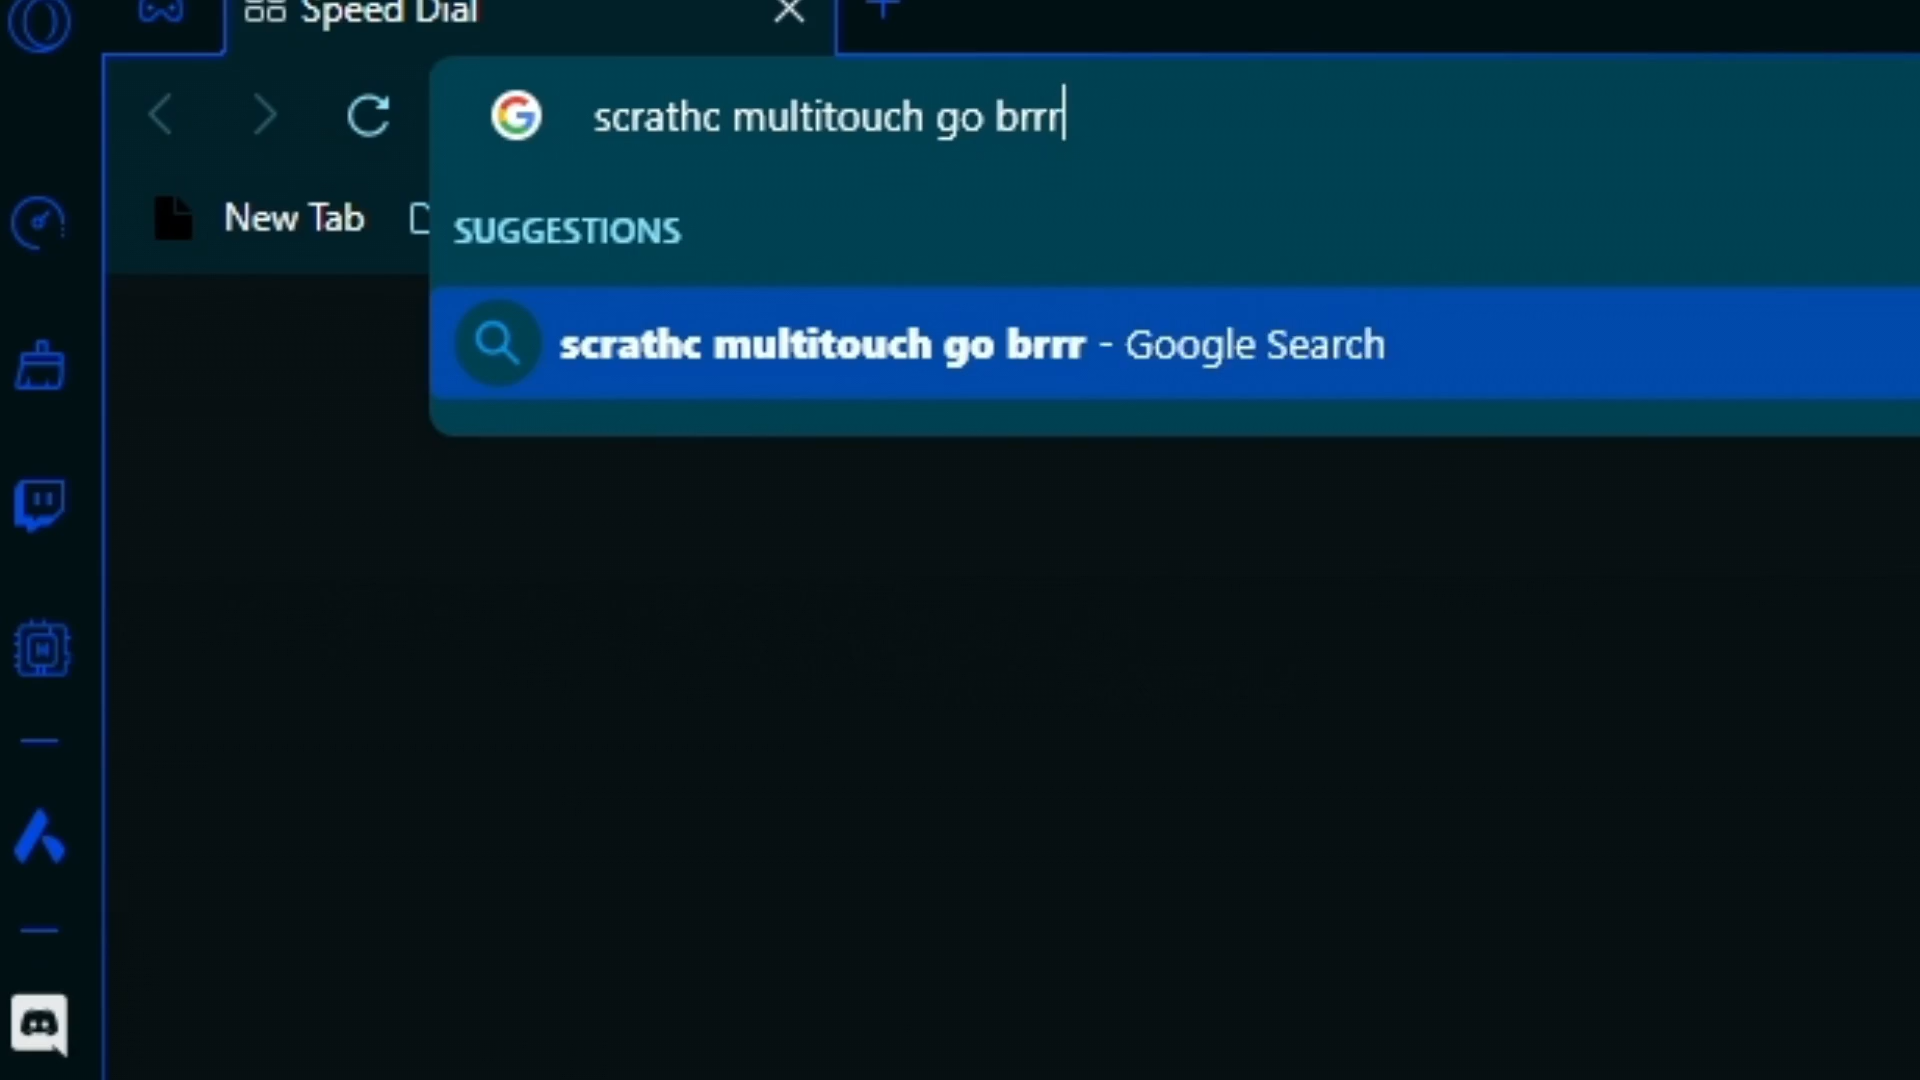 Speed Dial
scrathc multitouch go brrr
New Tab
SUGGESTIONS
scrathc multitouch go brrr - Google Search